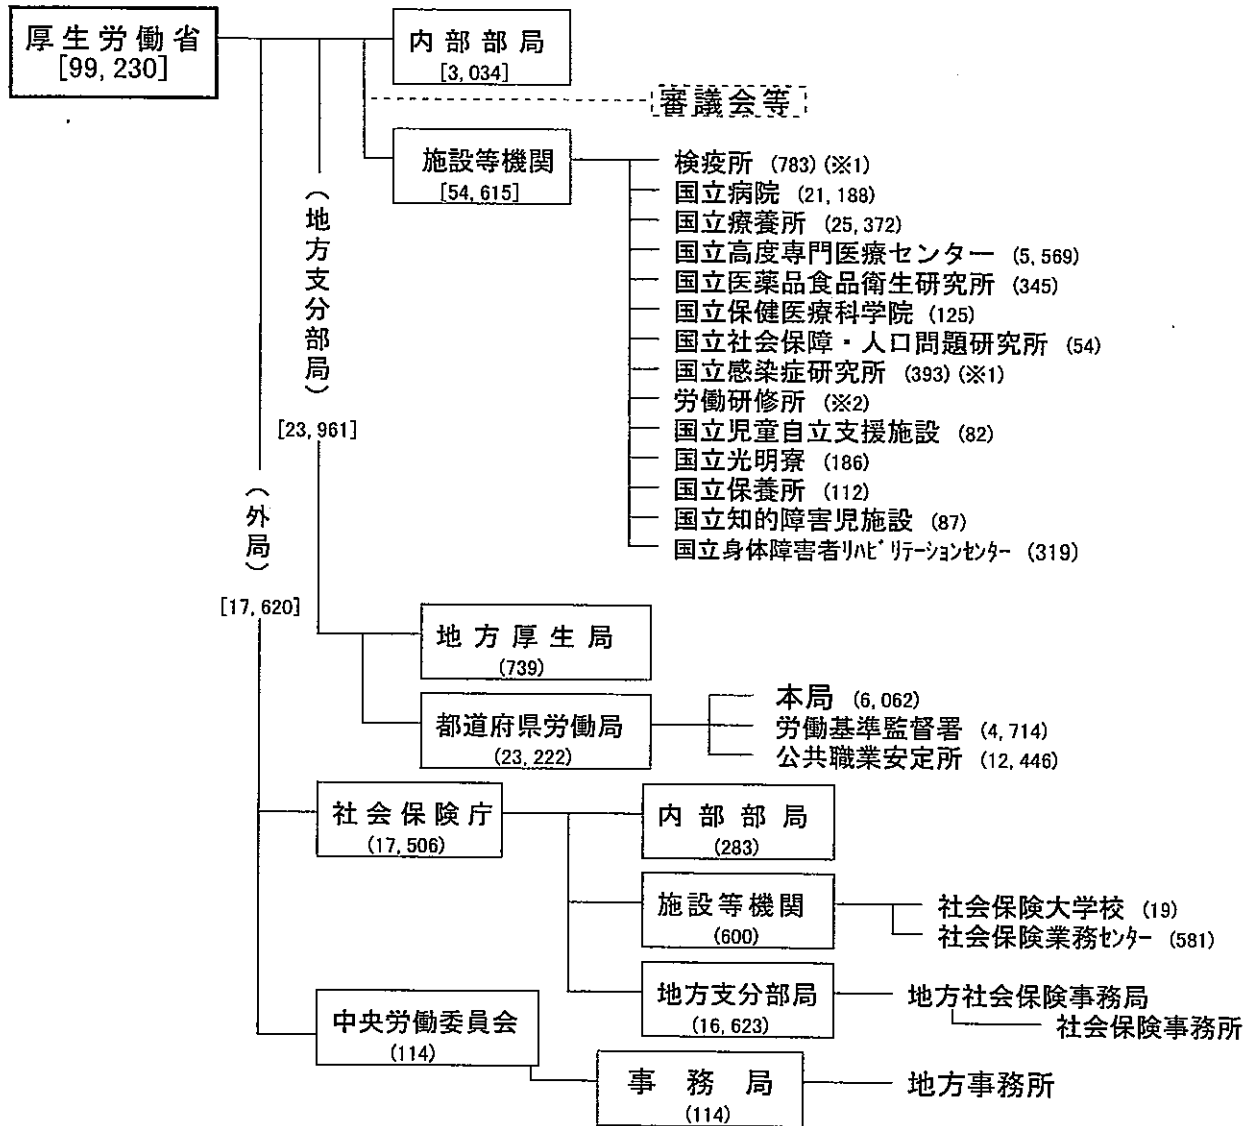 厚生労働省
[99,230]
内部部局
[3,034]
審議会等
施設等機関
[54,615]
検疫所 (783) (※1)
国立病院 (21,188)
国立療養所 (25,372)
国立高度専門医療センター (5,569)
国立医薬品食品衛生研究所 (345)
国立保健医療科学院 (125)
国立社会保障・人口問題研究所 (54)
国立感染症研究所 (393) (※1)
労働研修所 (※2)
国立児童自立支援施設 (82)
国立光明寮 (186)
国立保養所 (112)
国立知的障害児施設 (87)
国立身体障害者リハビリテーションセンター (319)
(地方支分部局)
[23,961]
(外局)
[17,620]
地方厚生局
(739)
都道府県労働局
(23,222)
本局 (6,062)
労働基準監督署 (4,714)
公共職業安定所 (12,446)
社会保険庁
(17,506)
内部部局
(283)
施設等機関
(600)
社会保険大学校 (19)
社会保険業務センター (581)
地方支分部局
(16,623)
地方社会保険事務局
社会保険事務所
中央労働委員会
(114)
事務局
(114)
地方事務所